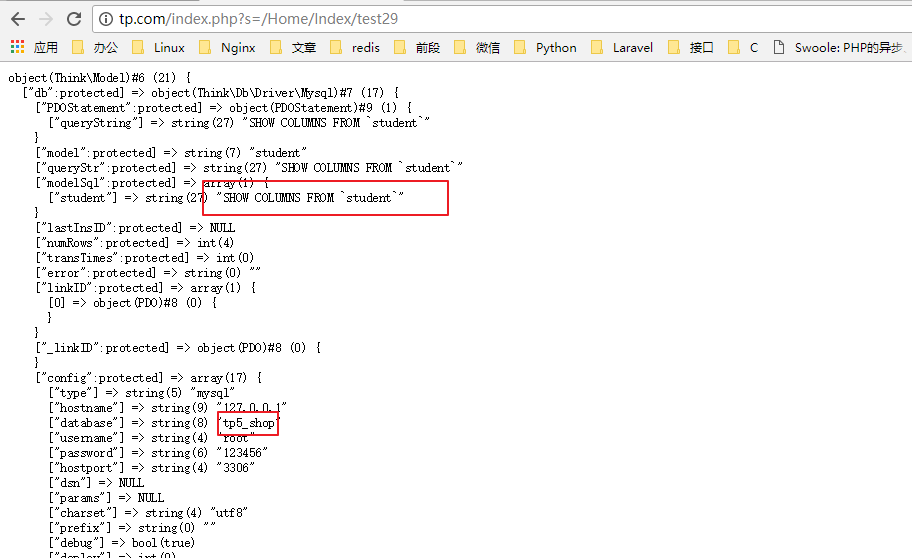 tp.com/index.php?s=/Home/Index/test29
应用 办公 Linux Nginx 文章 redis 前段 微信 Python Laravel 接口 C Swoole: PHP的异步
object(Think\Model)#6 (21) {
["db":protected] => object(Think\Db\Driver\Mysql)#7 (17) {
["PDOStatement":protected] => object(PDOStatement)#9 (1) {
["queryString"] => string(27) "SHOW COLUMNS FROM `student`"
}
["model":protected] => string(7) "student"
["queryStr":protected] => string(27) "SHOW COLUMNS FROM `student`"
["modelSql":protected] => array(1) {
["student"] => string(27) "SHOW COLUMNS FROM `student`"
}
["lastInsID":protected] => NULL
["numRows":protected] => int(4)
["transTimes":protected] => int(0)
["error":protected] => string(0) ""
["linkID":protected] => array(1) {
[0] => object(PDO)#8 (0) {
}
}
["_linkID":protected] => object(PDO)#8 (0) {
}
["config":protected] => array(17) {
["type"] => string(5) "mysql"
["hostname"] => string(9) "127.0.0.1"
["database"] => string(8) "tp5_shop"
["username"] => string(4) "root"
["password"] => string(6) "123456"
["hostport"] => string(4) "3306"
["dsn"] => NULL
["params"] => NULL
["charset"] => string(4) "utf8"
["prefix"] => string(0) ""
["debug"] => bool(true)
["deploy"] => int(0)